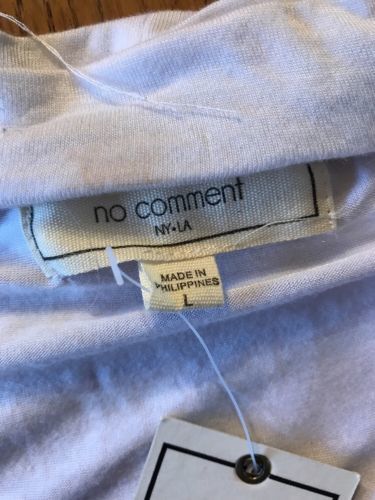 no comment
NY•LA
MADE IN
PHILIPPINES
L